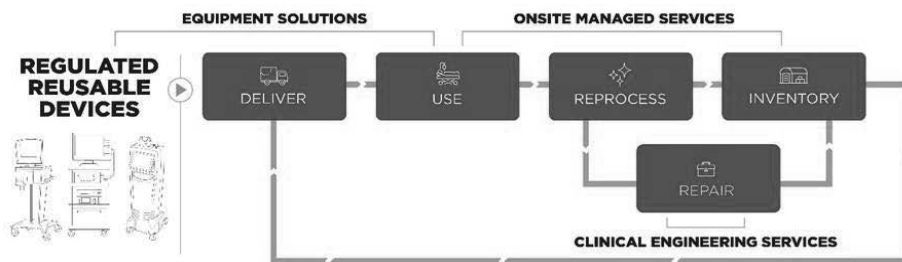 EQUIPMENT SOLUTIONS
ONSITE MANAGED SERVICES
REGULATED
REUSABLE
DEVICES
DELIVER
USE
REPROCESS
INVENTORY
REPAIR
CLINICAL ENGINEERING SERVICES